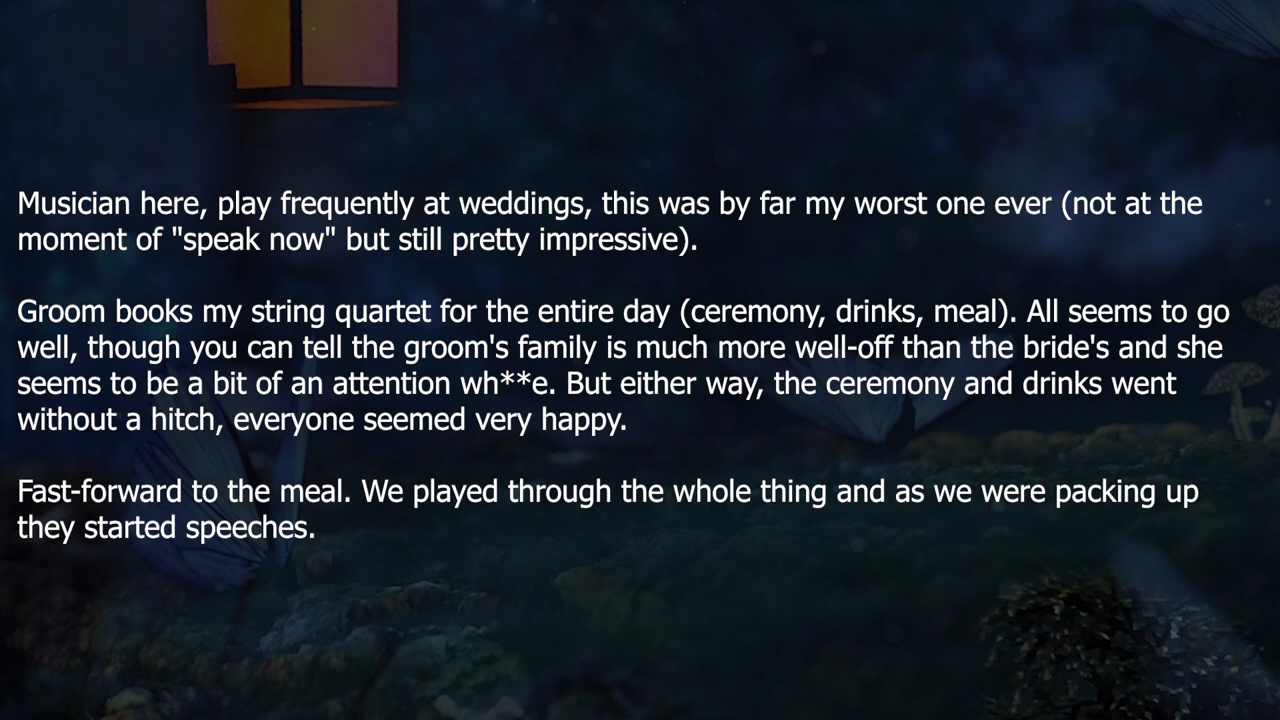 Musician here, play frequently at weddings, this was by far my worst one ever (not at the
moment of "speak now" but still pretty impressive).
Groom books my string quartet for the entire day (ceremony, drinks, meal). All seems to go
well, though you can tell the groom's family is much more well-off than the bride's and she
seems to be a bit of an attention wh**e. But either way, the ceremony and drinks went
without a hitch, everyone seemed very happy.
Fast-forward to the meal. We played through the whole thing and as we were packing up
they started speeches.